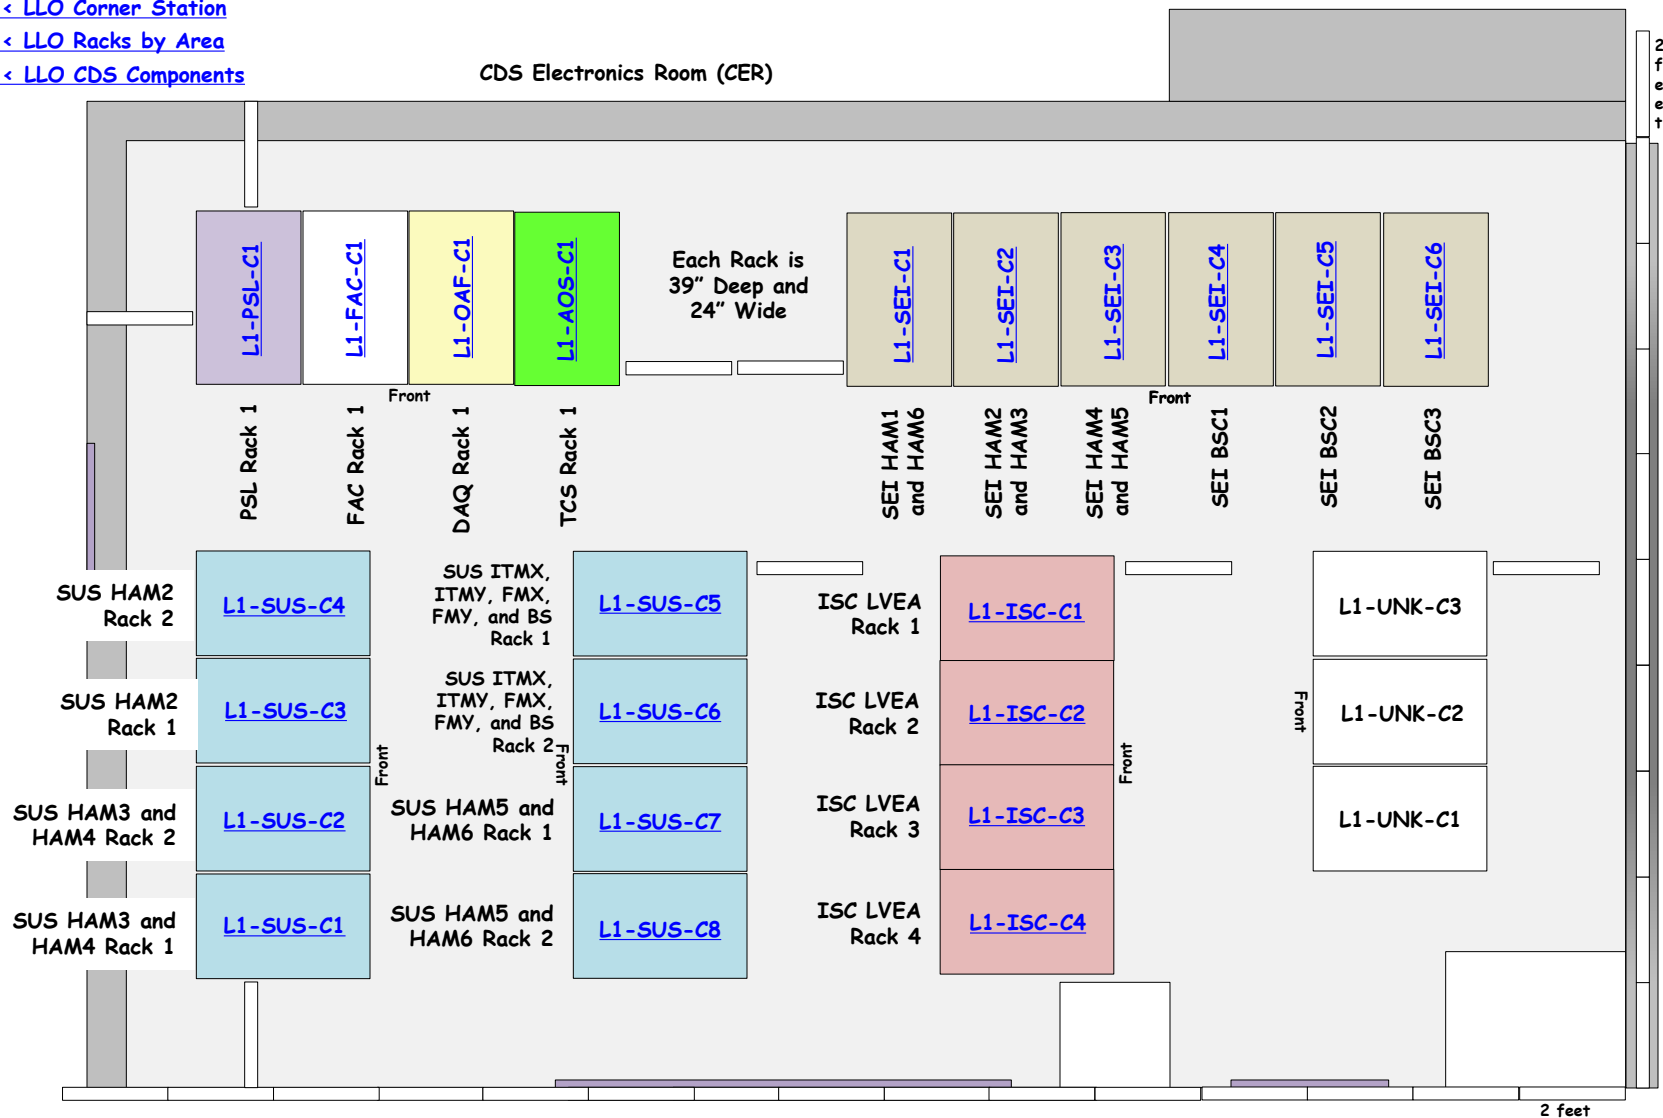 < LLO Corner Station
< LLO Racks by Area
< LLO CDS Components
CDS Electronics Room (CER)
2
f
e
e
t
L1-PSL-C1
L1-FAC-C1
L1-OAF-C1
L1-AOS-C1
Each Rack is
39” Deep and
24” Wide
L1-SEI-C1
L1-SEI-C2
L1-SEI-C3
L1-SEI-C4
L1-SEI-C5
L1-SEI-C6
Front
Front
PSL Rack 1
FAC Rack 1
DAQ Rack 1
TCS Rack 1
SEI HAM1
and HAM6
SEI HAM2
and HAM3
SEI HAM4
and HAM5
SEI BSC1
SEI BSC2
SEI BSC3
SUS HAM2
Rack 2
L1-SUS-C4
SUS ITMX,
ITMY, FMX,
FMY, and BS
Rack 1
L1-SUS-C5
ISC LVEA
Rack 1
L1-ISC-C1
L1-UNK-C3
SUS HAM2
Rack 1
L1-SUS-C3
SUS ITMX,
ITMY, FMX,
FMY, and BS
Rack 2
L1-SUS-C6
ISC LVEA
Rack 2
L1-ISC-C2
Front
L1-UNK-C2
Front
Front
Front
SUS HAM3 and
HAM4 Rack 2
L1-SUS-C2
SUS HAM5 and
HAM6 Rack 1
L1-SUS-C7
ISC LVEA
Rack 3
L1-ISC-C3
L1-UNK-C1
SUS HAM3 and
HAM4 Rack 1
L1-SUS-C1
SUS HAM5 and
HAM6 Rack 2
L1-SUS-C8
ISC LVEA
Rack 4
L1-ISC-C4
2 feet